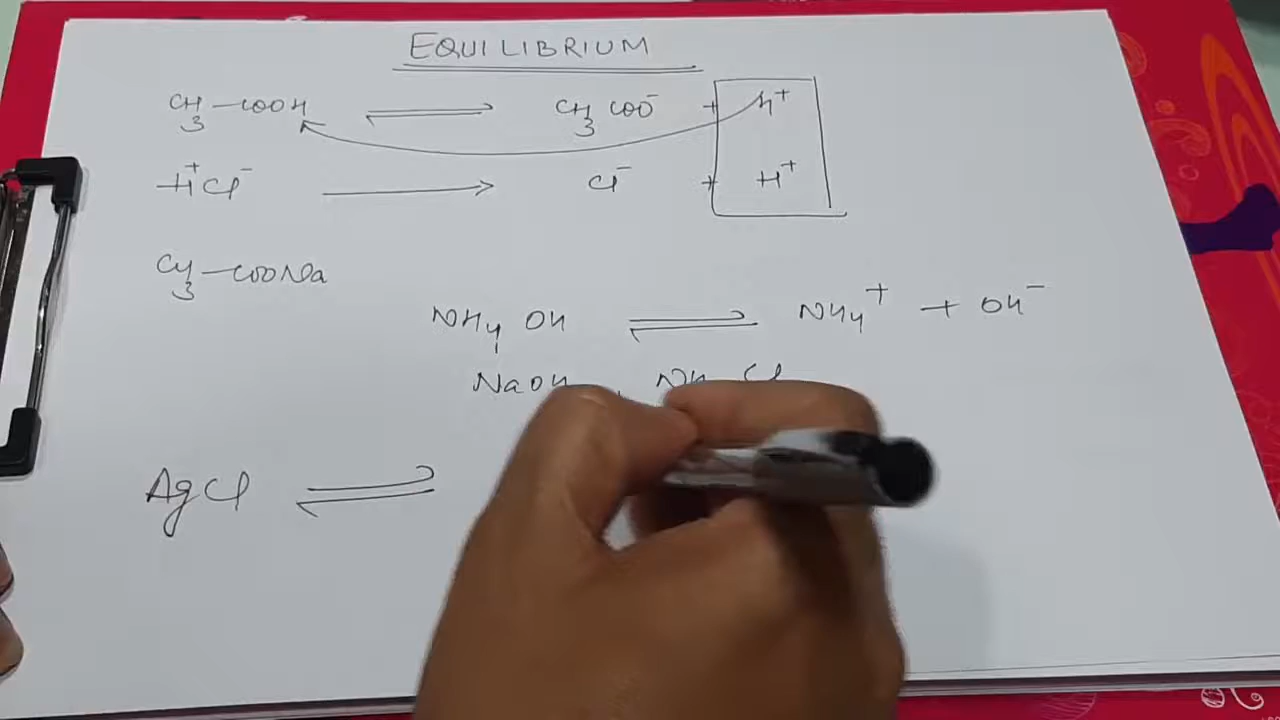 EQUILIBRIUM
CH₃-COOH ⇌ CH₃COO⁻ + H⁺
H⁺Cl⁻ → Cl⁻ + H⁺
CH₃-COONa
NH₄OH ⇌ NH₄⁺ + OH⁻
NaOH
AgCl ⇌